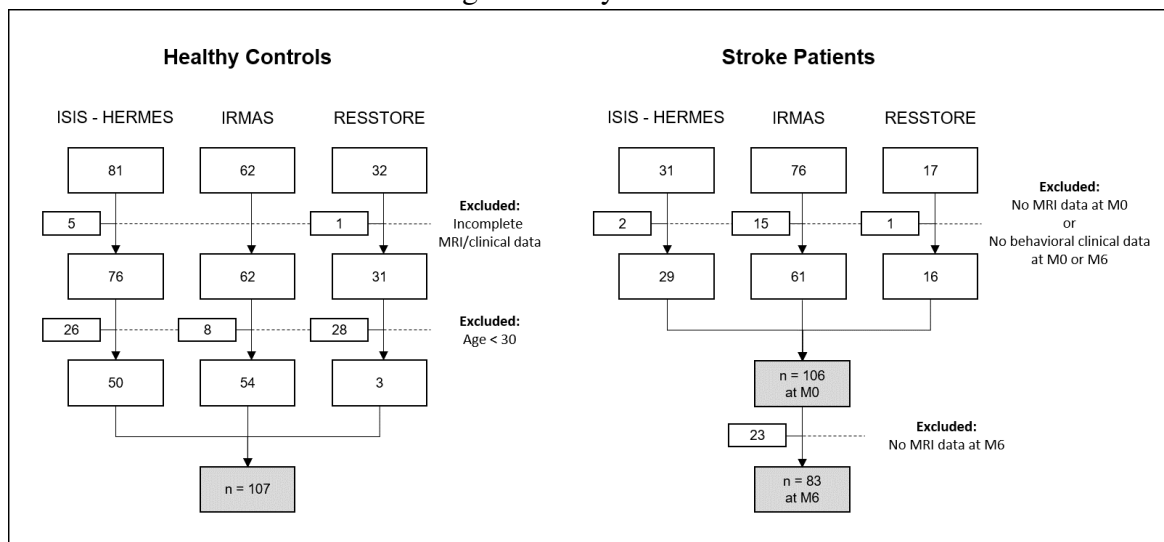 Healthy Controls
ISIS - HERMES
IRMAS
RESSTORE
81
62
32
5
1
Excluded:
Incomplete
MRI/clinical data
76
62
31
26
8
28
Excluded:
Age < 30
50
54
3
n = 107
Stroke Patients
ISIS - HERMES
IRMAS
RESSTORE
31
76
17
2
15
1
Excluded:
No MRI data at M0
or
No behavioral clinical data
at M0 or M6
29
61
16
n = 106
at M0
23
Excluded:
No MRI data at M6
n = 83
at M6